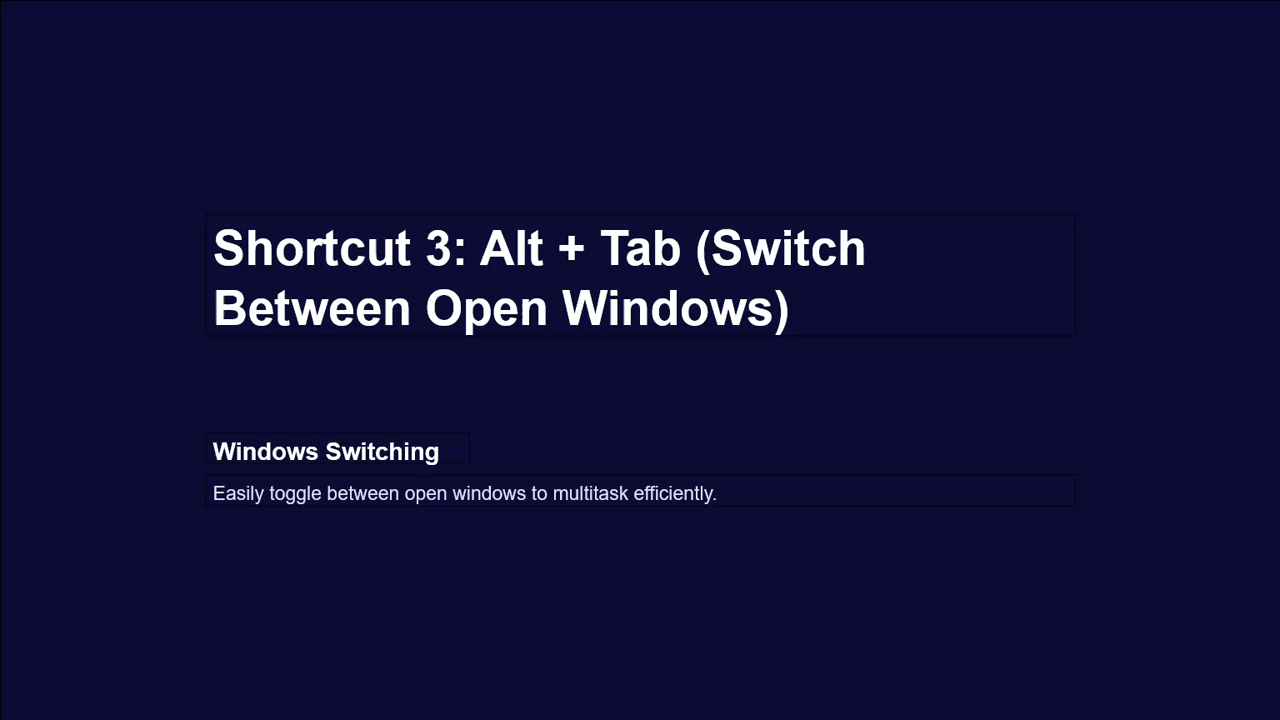 Shortcut 3: Alt + Tab (Switch
Between Open Windows)
Windows Switching
Easily toggle between open windows to multitask efficiently.